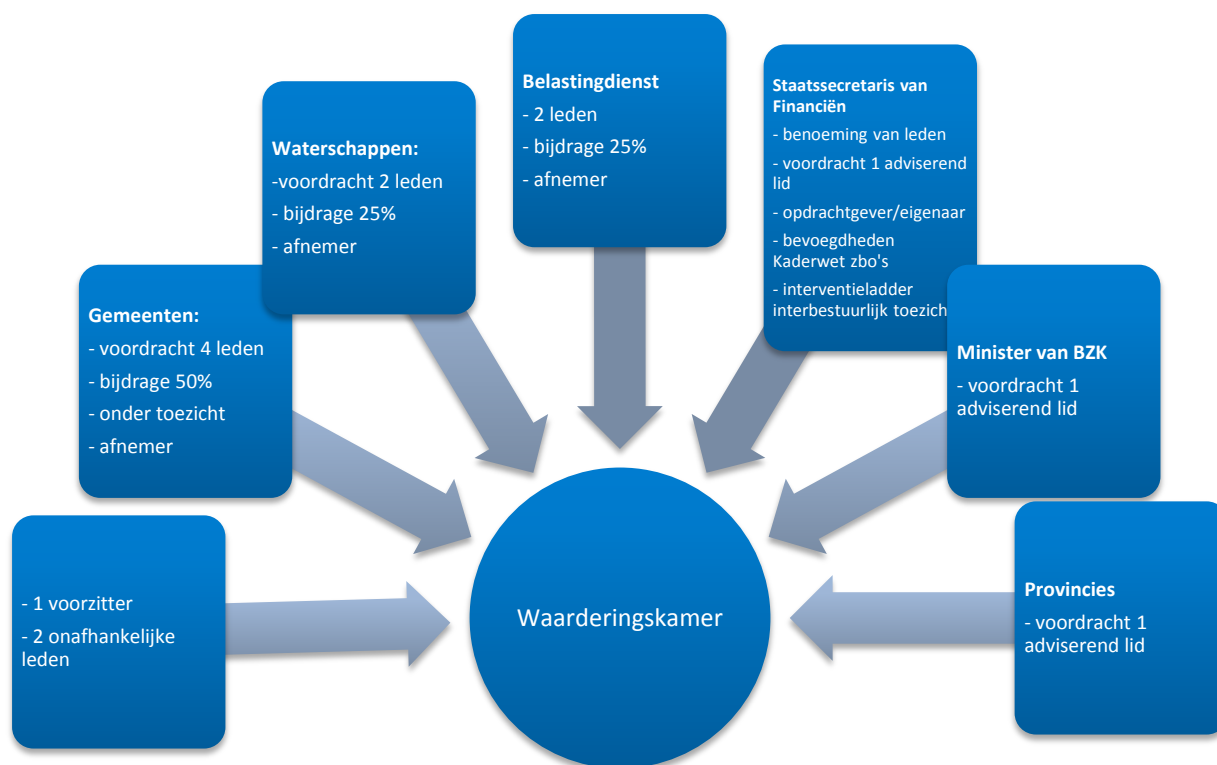 Belastingdienst
- 2 leden
- bijdrage 25%
- afnemer
Staatssecretaris van
Financiën
- benoeming van leden
- voordracht 1 adviserend
lid
- opdrachtgever/eigenaar
- bevoegdheden
Kaderwet zbo's
- interventieladder
interbestuurlijk toezich
Waterschappen:
-voordracht 2 leden
- bijdrage 25%
- afnemer
Gemeenten:
- voordracht 4 leden
- bijdrage 50%
- onder toezicht
- afnemer
Minister van BZK
- voordracht 1
adviserend lid
- 1 voorzitter
- 2 onafhankelijke
leden
Waarderingskamer
Provincies
- voordracht 1
adviserend lid